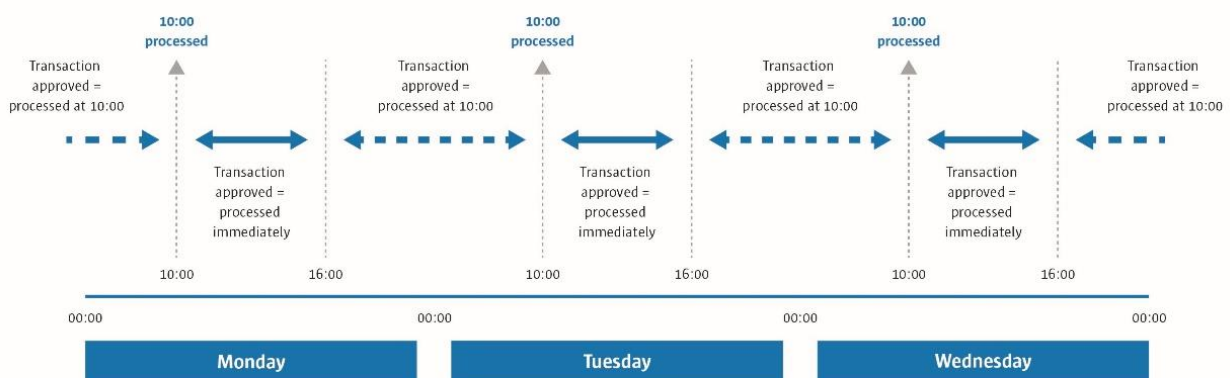 10:00
processed
10:00
processed
10:00
processed
Transaction
approved =
processed at 10:00
Transaction
approved =
processed at 10:00
Transaction
approved =
processed at 10:00
Transaction
approved =
processed at 10:00
Transaction
approved =
processed
immediately
Transaction
approved =
processed
immediately
Transaction
approved =
processed
immediately
10:00
16:00
10:00
16:00
10:00
16:00
00:00
00:00
00:00
00:00
Monday
Tuesday
Wednesday